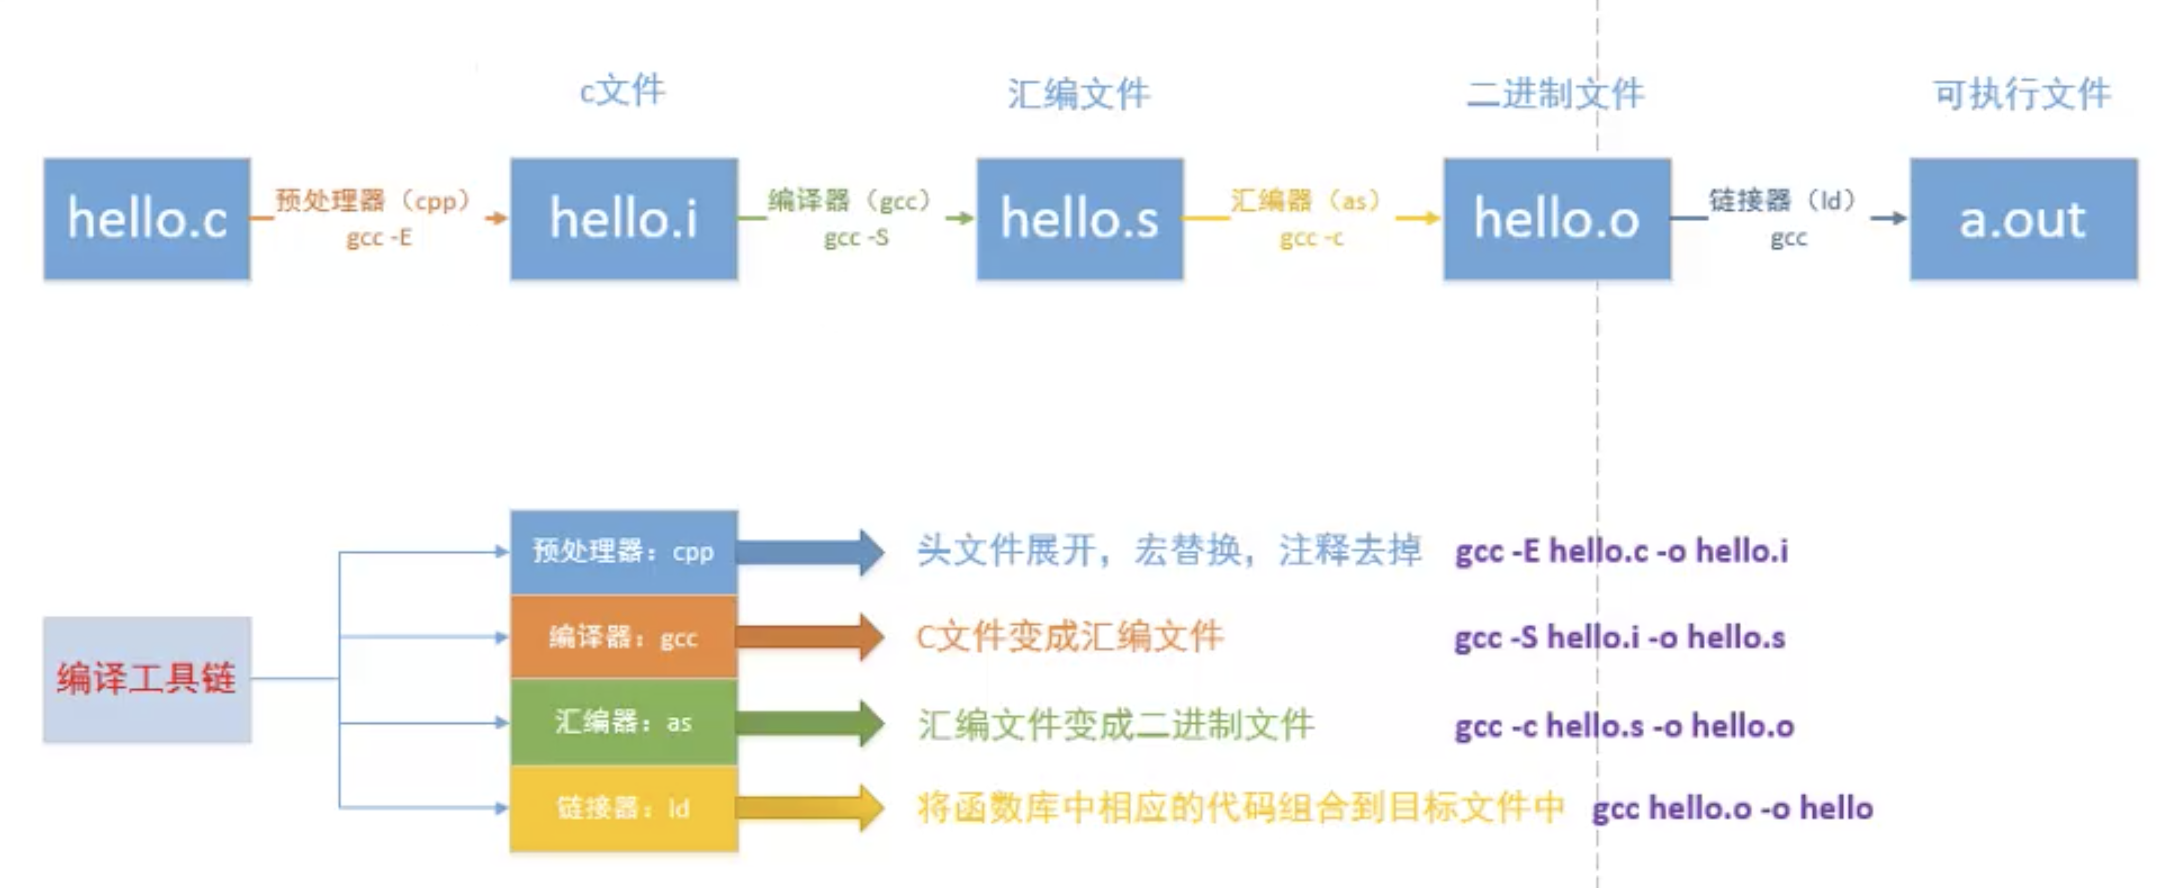 c文件
汇编文件
二进制文件
可执行文件
hello.c
预处理器（cpp）
gcc -E
hello.i
编译器（gcc）
gcc -S
hello.s
汇编器（as）
gcc -c
hello.o
链接器（ld）
gcc
a.out
编译工具链
预处理器：cpp
头文件展开，宏替换，注释去掉
gcc -E hello.c -o hello.i
编译器：gcc
C文件变成汇编文件
gcc -S hello.i -o hello.s
汇编器：as
汇编文件变成二进制文件
gcc -c hello.s -o hello.o
链接器：ld
将函数库中相应的代码组合到目标文件中
gcc hello.o -o hello